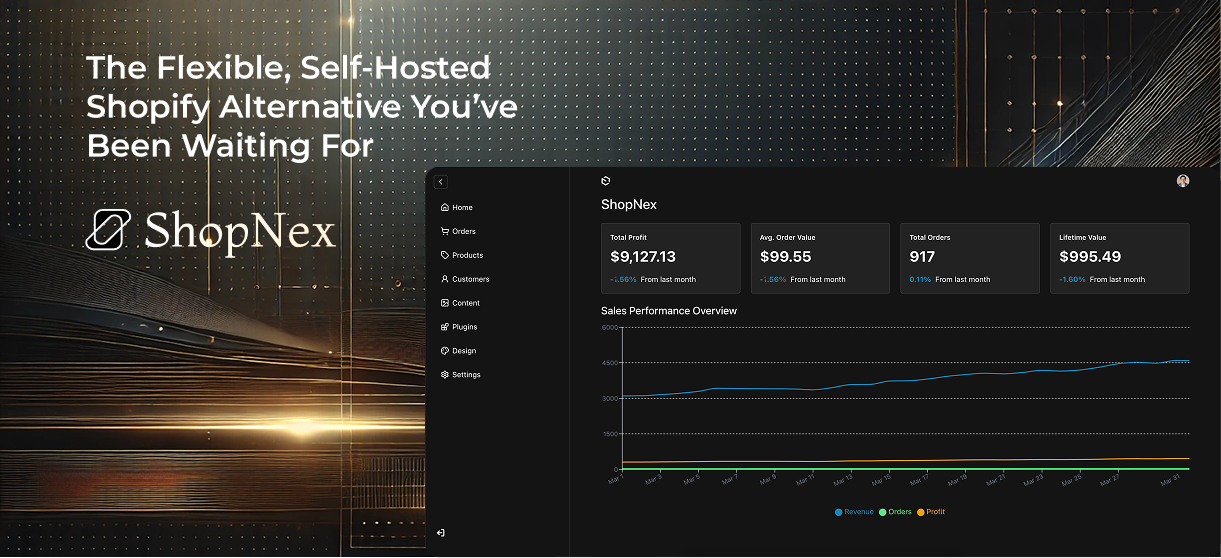 The Flexible, Self-Hosted
Shopify Alternative You’ve
Been Waiting For
ShopNex
Home
Orders
Products
Customers
Content
Plugins
Design
Settings
ShopNex
Total Profit
$9,127.13
-1.56% From last month
Avg. Order Value
$99.55
-1.56% From last month
Total Orders
917
0.11% From last month
Lifetime Value
$995.49
-1.60% From last month
Sales Performance Overview
6000
4500
3000
1500
0
Mar 1 Mar 3 Mar 5 Mar 7 Mar 9 Mar 11 Mar 13 Mar 15 Mar 17 Mar 19 Mar 21 Mar 23 Mar 25 Mar 27 Mar 31
Revenue Orders Profit